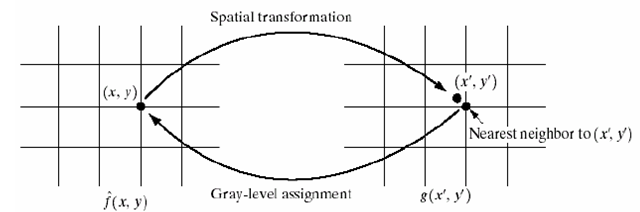 Spatial transformation
(x, y)
(x′, y′)
Nearest neighbor to (x′, y′)
f̂(x, y)
Gray-level assignment
g(x′, y′)